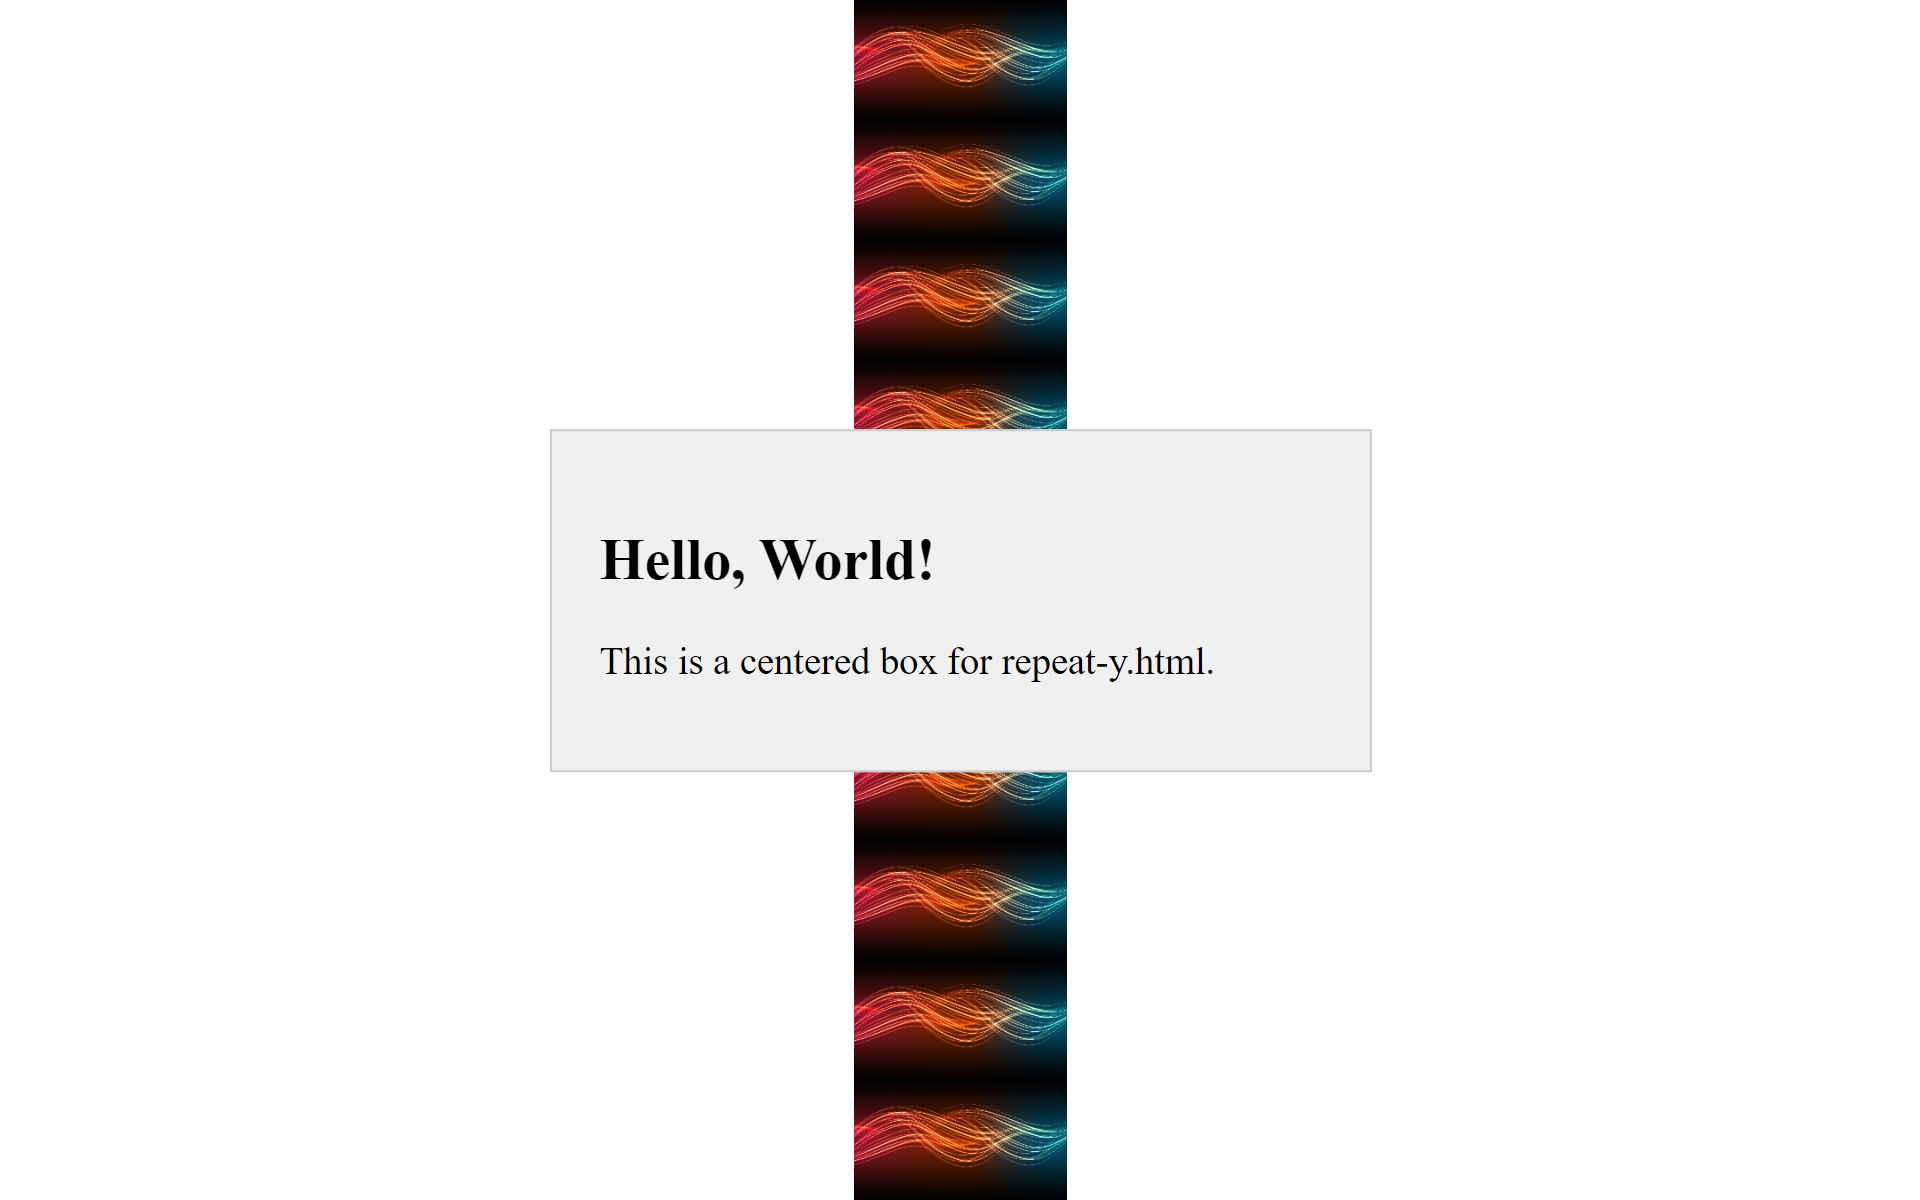 Hello, World!
This is a centered box for repeat-y.html.